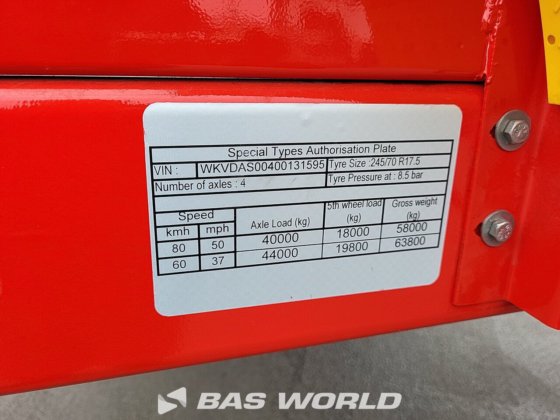 Special Types Authorisation Plate
VIN : WKVDAS00400131595 Tyre Size : 245/70 R17.5
Number of axles : 4 Tyre Pressure at : 8.5 bar
Speed Axle Load (kg) 5th wheel load (kg) Gross weight (kg)
kmh mph
80 50 40000 18000 58000
60 37 44000 19800 63800
BAS WORLD